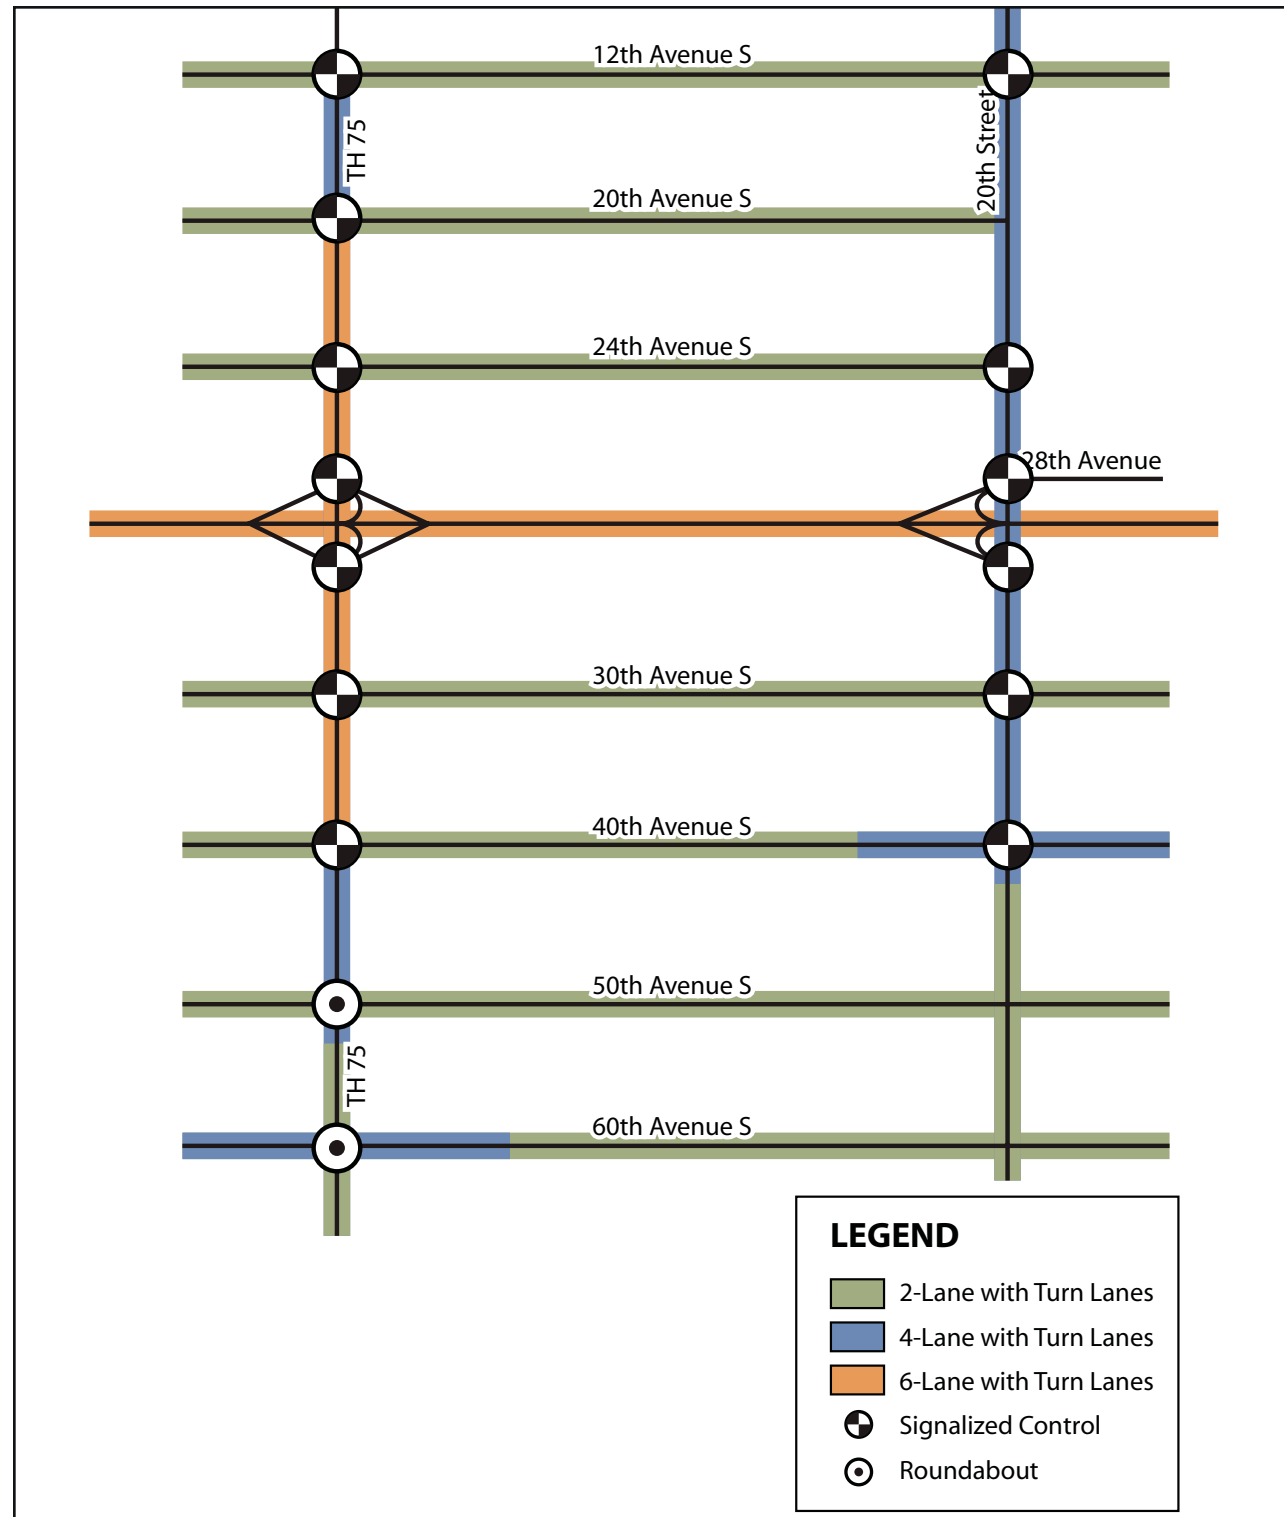 12th Avenue S
TH 75
20th Street
20th Avenue S
24th Avenue S
28th Avenue
30th Avenue S
40th Avenue S
50th Avenue S
TH 75
60th Avenue S
LEGEND
2-Lane with Turn Lanes
4-Lane with Turn Lanes
6-Lane with Turn Lanes
Signalized Control
Roundabout